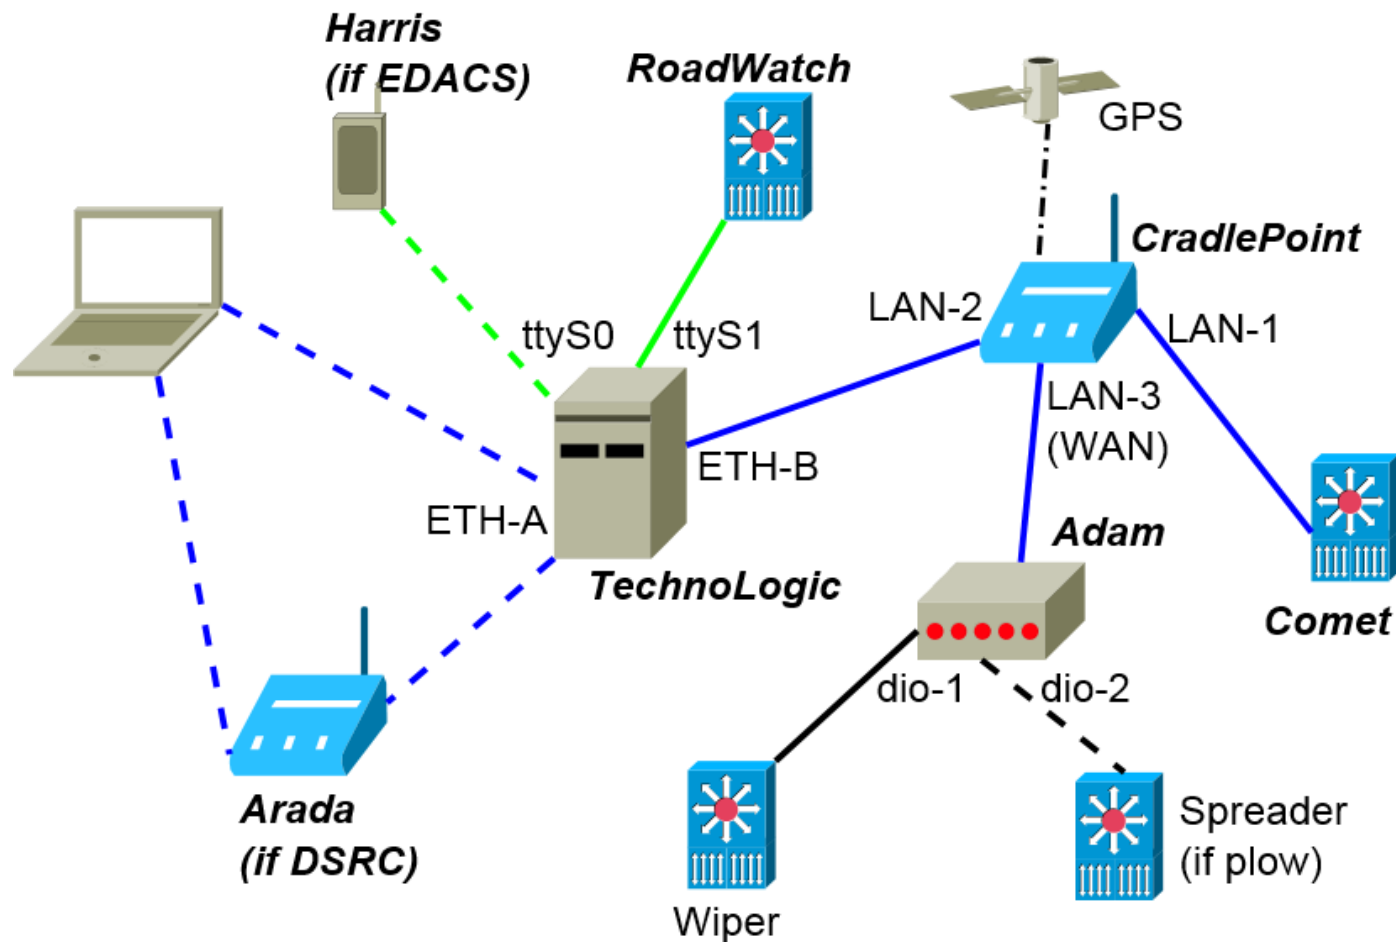 Harris
(if EDACS)
RoadWatch
GPS
CradlePoint
LAN-2
LAN-1
ttyS0
ttyS1
LAN-3
(WAN)
ETH-B
ETH-A
Adam
TechnoLogic
Comet
dio-1
dio-2
Arada
(if DSRC)
Spreader
(if plow)
Wiper